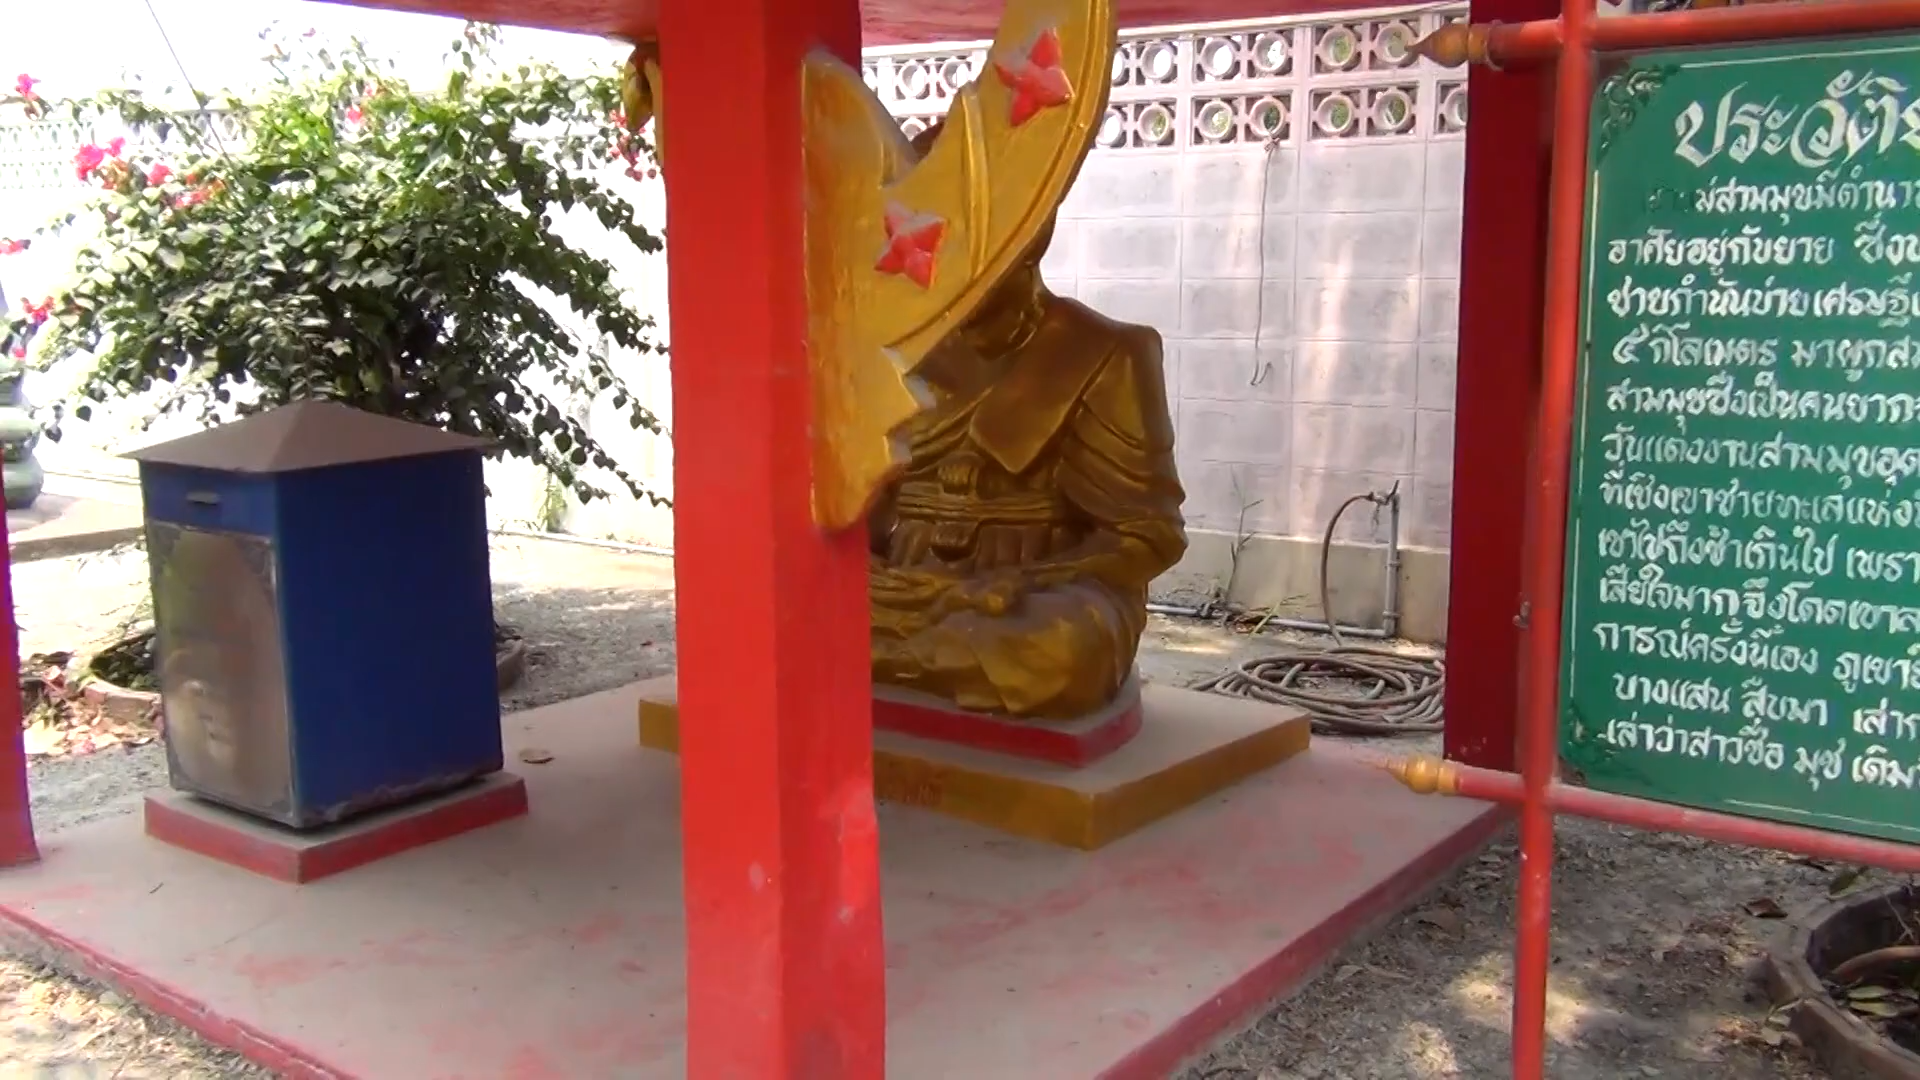 ประวัติ
ม่สามมุขมีตำนา
อาศัยอยู่กับยาย ซึ่ง
ชายกำนันบ่ายเศรษฐี
๕ กิโลเมตร มาผูกส
สามมุขซึ่งเป็นคนยาก
วันแต่งงานสามมุข
ที่เชิงเขาชายทะเลแห่ง
เขาไปถึงช้าเกินไป เพรา
เสียใจมากจึงโดดเขา
การณ์ครั้งนี้เอง ภูเขา
บางแสน สืบมา เล่า
เล่าว่าสาวชื่อ มุข เดิม